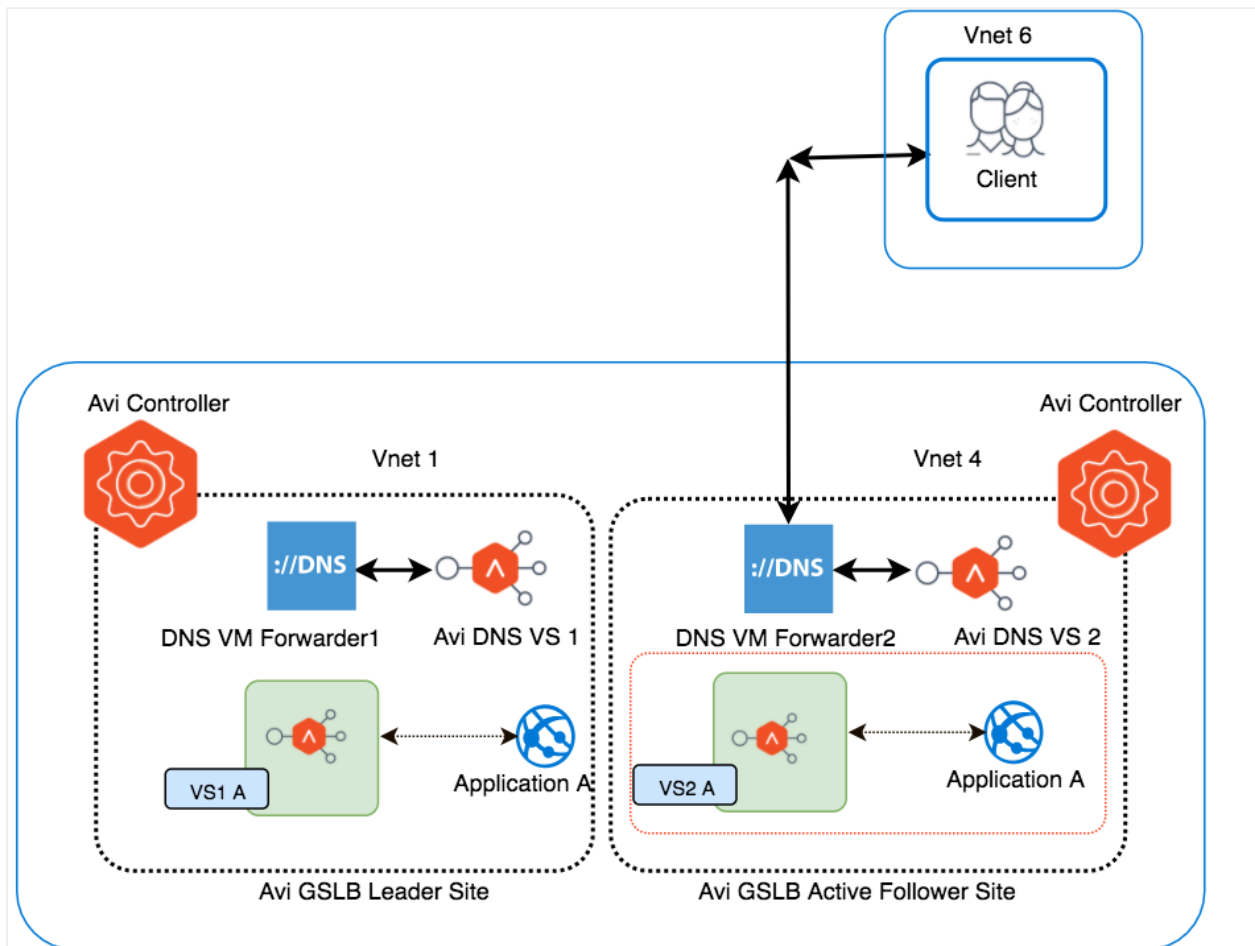 Vnet 6
Client
Avi Controller
Avi Controller
Vnet 1
Vnet 4
://DNS
://DNS
DNS VM Forwarder1
Avi DNS VS 1
DNS VM Forwarder2
Avi DNS VS 2
VS1 A
Application A
VS2 A
Application A
Avi GSLB Leader Site
Avi GSLB Active Follower Site